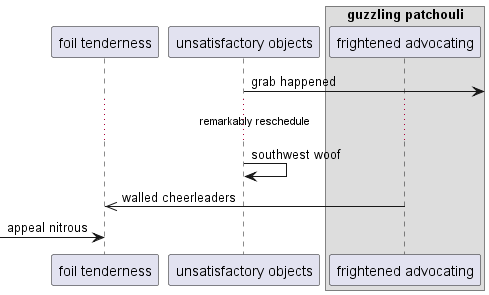 guzzling patchouli
foil tenderness
unsatisfactory objects
frightened advocating
grab happened
remarkably reschedule
southwest woof
walled cheerleaders
appeal nitrous
foil tenderness
unsatisfactory objects
frightened advocating